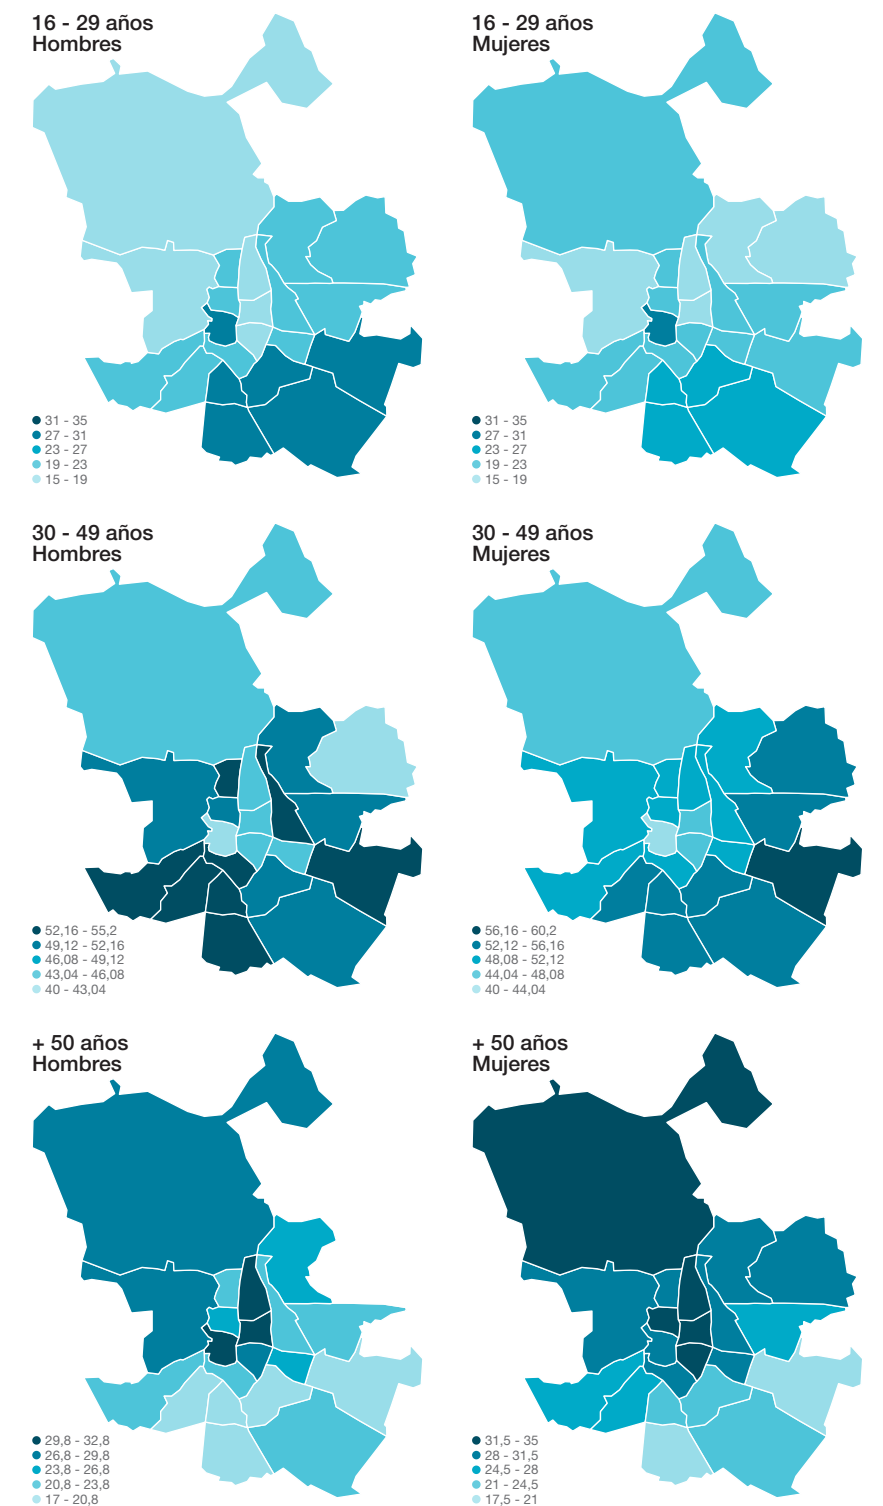 16 - 29 años
Hombres
31 - 35
27 - 31
23 - 27
19 - 23
15 - 19
16 - 29 años
Mujeres
31 - 35
27 - 31
23 - 27
19 - 23
15 - 19
30 - 49 años
Hombres
52,16 - 55,2
49,12 - 52,16
46,08 - 49,12
43,04 - 46,08
40 - 43,04
30 - 49 años
Mujeres
56,16 - 60,2
52,12 - 56,16
48,08 - 52,12
44,04 - 48,08
40 - 44,04
+ 50 años
Hombres
29,8 - 32,8
26,8 - 29,8
23,8 - 26,8
20,8 - 23,8
17 - 20,8
+ 50 años
Mujeres
31,5 - 35
28 - 31,5
24,5 - 28
21 - 24,5
17,5 - 21